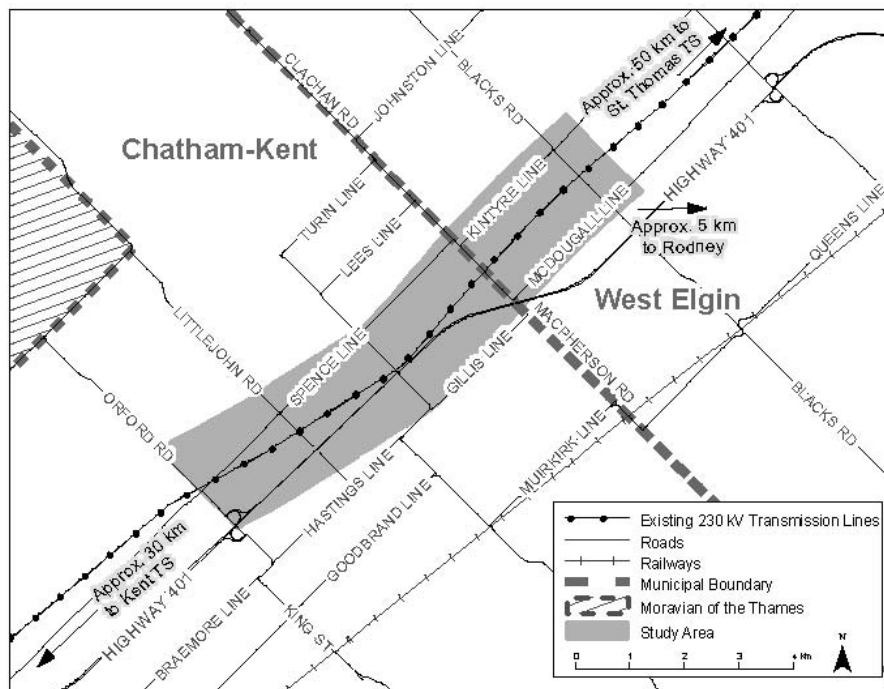 CLACHAN RD
JOHNSTON LINE
BLACKS RD
Approx. 50 km to
St. Thomas TS
HIGHWAY 401
Chatham-Kent
TURIN LINE
LEES LINE
KINTYRE LINE
MCDOUGALL LINE
Approx. 5 km
to Rodney
QUEENS LINE
West Elgin
LITTLEJOHN RD
SPENCE LINE
GILLIS LINE
MACPHERSON RD
ORFORD RD
HASTINGS LINE
GOODBRAND LINE
MUIRKIRK LINE
BLACKS RD
Approx. 30 km
to Kent TS
HIGHWAY 401
BRAEMORE LINE
KING ST
Existing 230 kV Transmission Lines
Roads
Railways
Municipal Boundary
Moravian of the Thames
Study Area
N
0 1 2 3 4 Km